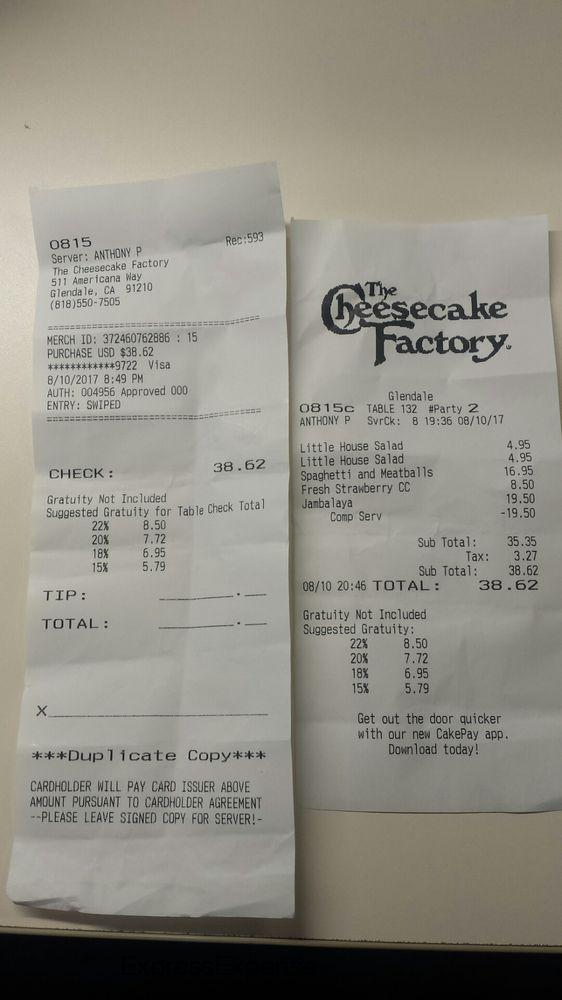 0815 Rec:593
Server: ANTHONY P
The Cheesecake Factory
511 Americana Way
Glendale, CA 91210
(818)550-7505
================================
MERCH ID: 372460762886 : 15
PURCHASE USD $38.62
************9722 Visa
8/10/2017 8:49 PM
AUTH: 004956 Approved 000
ENTRY: SWIPED
================================
CHECK: 38.62
Gratuity Not Included
Suggested Gratuity for Table Check Total
22% 8.50
20% 7.72
18% 6.95
15% 5.79
TIP: ________.__
TOTAL: ________.__
X______________________
***Duplicate Copy***
CARDHOLDER WILL PAY CARD ISSUER ABOVE
AMOUNT PURSUANT TO CARDHOLDER AGREEMENT
--PLEASE LEAVE SIGNED COPY FOR SERVER!-
The
Cheesecake
Factory.
Glendale
0815c TABLE 132 #Party 2
ANTHONY P SvrCk: 8 19:36 08/10/17
Little House Salad 4.95
Little House Salad 4.95
Spaghetti and Meatballs 16.95
Fresh Strawberry CC 8.50
Jambalaya 19.50
Comp Serv -19.50
Sub Total: 35.35
Tax: 3.27
Sub Total: 38.62
08/10 20:46 TOTAL: 38.62
Gratuity Not Included
Suggested Gratuity:
22% 8.50
20% 7.72
18% 6.95
15% 5.79
Get out the door quicker
with our new CakePay app.
Download today!